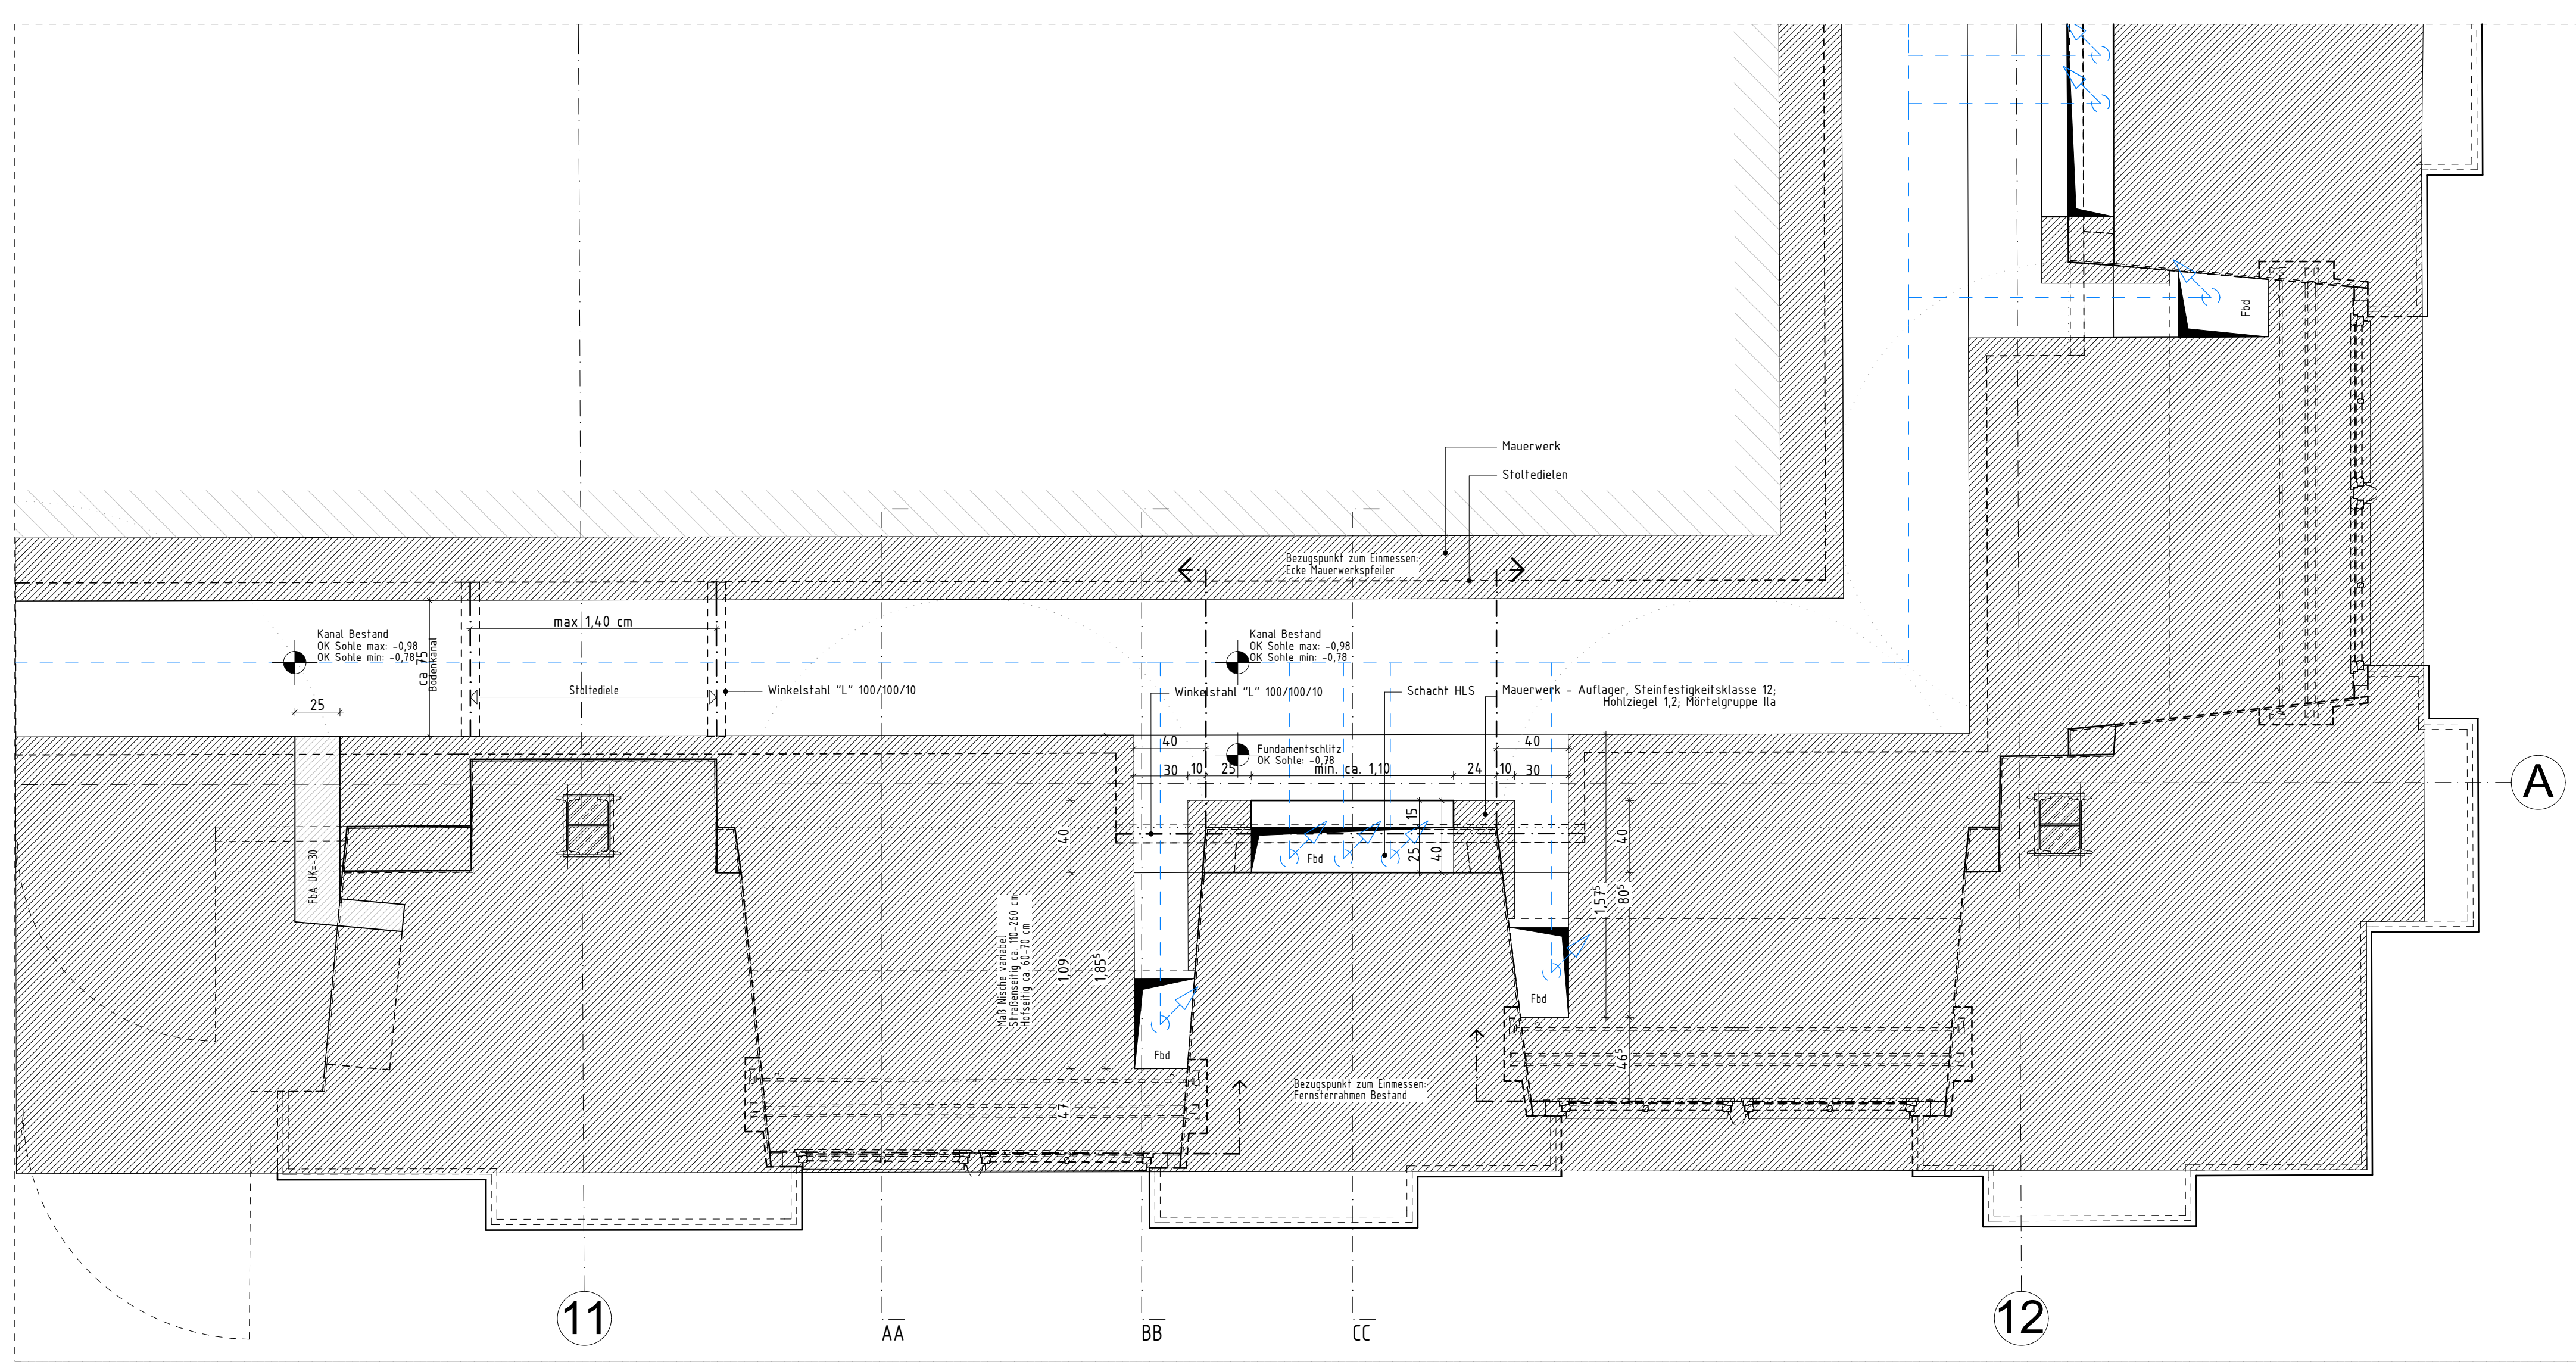 Fbd
Mauerwerk
Stoltedielen
Bezugspunkt zum Einmessen:
Ecke Mauerwerkspfeiler
max 1,40 cm
Kanal Bestand
OK Sohle max: -0,98
OK Sohle min: -0,78
ca 75
Bodenkanal
Kanal Bestand
OK Sohle max: -0,98
OK Sohle min: -0,78
Stoltediele
Winkelstahl "L" 100/100/10
Winkelstahl "L" 100/100/10
Schacht HLS
Mauerwerk - Auflager, Steinfestigkeitsklasse 12;
Hohlziegel 1,2; Mörtelgruppe IIa
25
40
Fundamentschlitz
OK Sohle: -0,78
40
30
10
25
min. ca. 1,10
24
10
30
A
40
15
25
40
40
Fbd
FbA UK=-30
1,57⁵
80⁵
Maß Nische variabel
Straßenseitig ca. 110-260 cm
Hofseitig ca. 60-70 cm
1,09
1,85⁵
Fbd
Fbd
46⁵
47
Bezugspunkt zum Einmessen:
Fernsterrahmen Bestand
11
12
AA
BB
CC